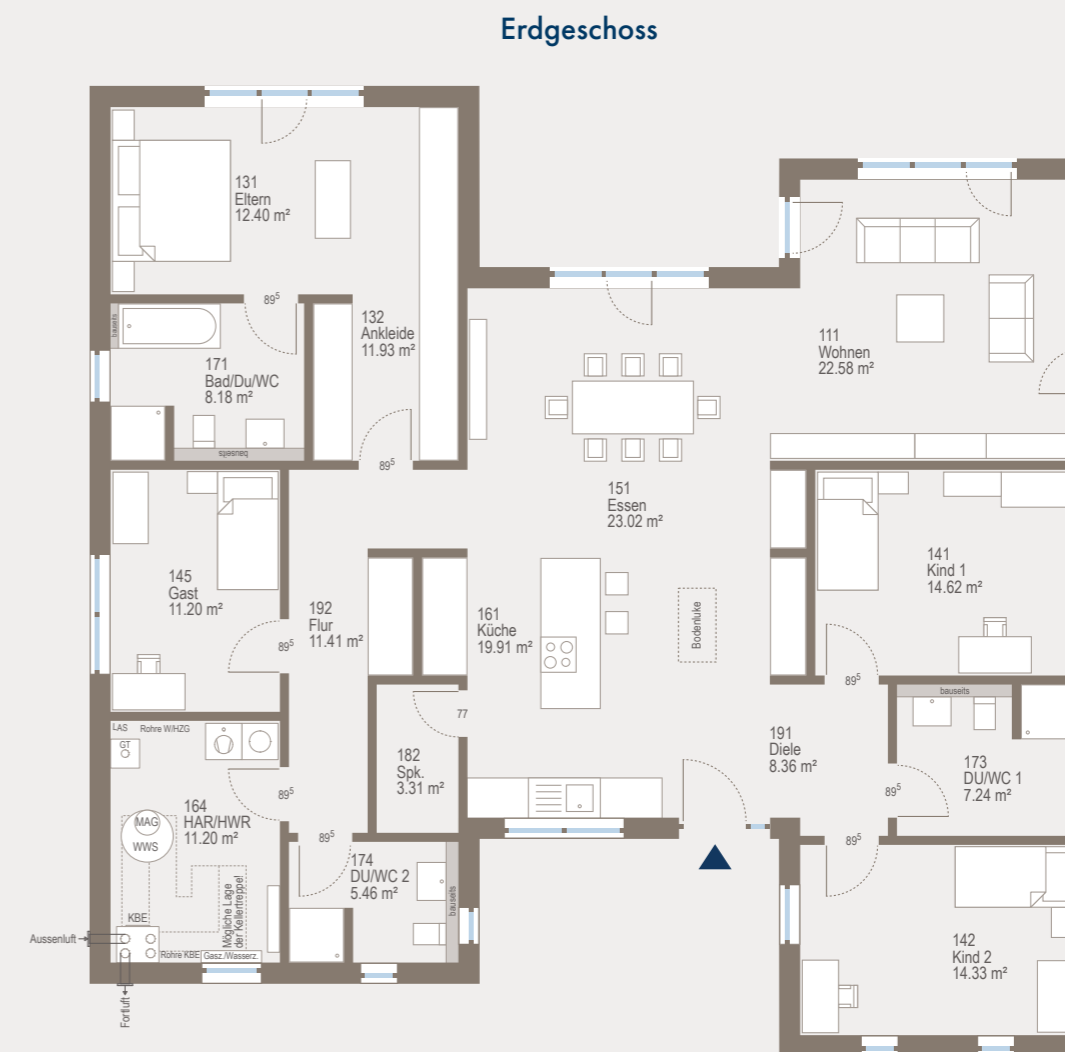 Erdgeschoss
131
Eltern
12.40 m²
89⁵
bauseits
132
Ankleide
11.93 m²
171
Bad/Du/WC
8.18 m²
bauseits
89⁵
111
Wohnen
22.58 m²
151
Essen
23.02 m²
145
Gast
11.20 m²
89⁵
192
Flur
11.41 m²
161
Küche
19.91 m²
Bodenluke
141
Kind 1
14.62 m²
89⁵
bauseits
77
182
Spk.
3.31 m²
191
Diele
8.36 m²
173
DU/WC 1
7.24 m²
89⁵
89⁵
LAS
Rohre W/HZG
GT
164
HAR/HWR
11.20 m²
89⁵
MAG
WWS
89⁵
174
DU/WC 2
5.46 m²
bauseits
Mögliche Lage
der Kellertreppe!
KBE
Aussenluft
Rohre KBE
Gasz./Wasserz.
Fortluft
142
Kind 2
14.33 m²